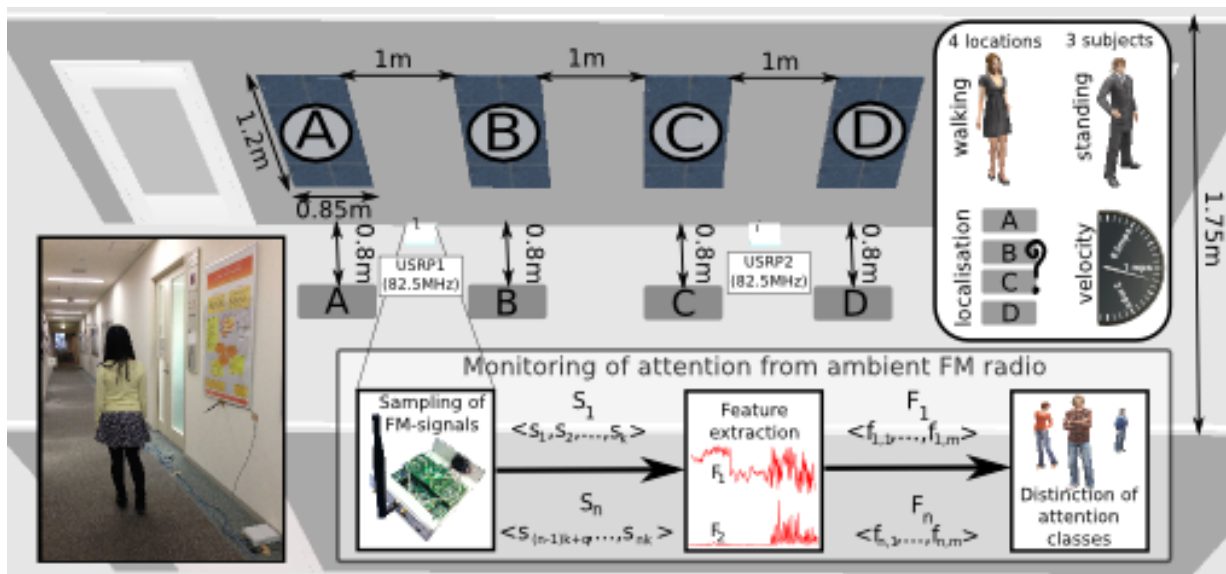 1m
1m
1m
4 locations
3 subjects
A
B
C
D
walking
standing
1.2m
0.85m
1.75m
0.8m
0.8m
0.8m
0.8m
USRP1
(82.5MHz)
USRP2
(82.5MHz)
A
B
C
D
localisation
A
B
C
D
?
velocity
Monitoring of attention from ambient FM radio
Sampling of
FM-signals
S1
<s1,s2,...,sk>
Sn
<s(n-1)k+q,...,snk>
Feature
extraction
F1
F2
F1
<f1,1,...,f1,m>
Fn
<fn,1,...,fn,m>
Distinction of
attention
classes